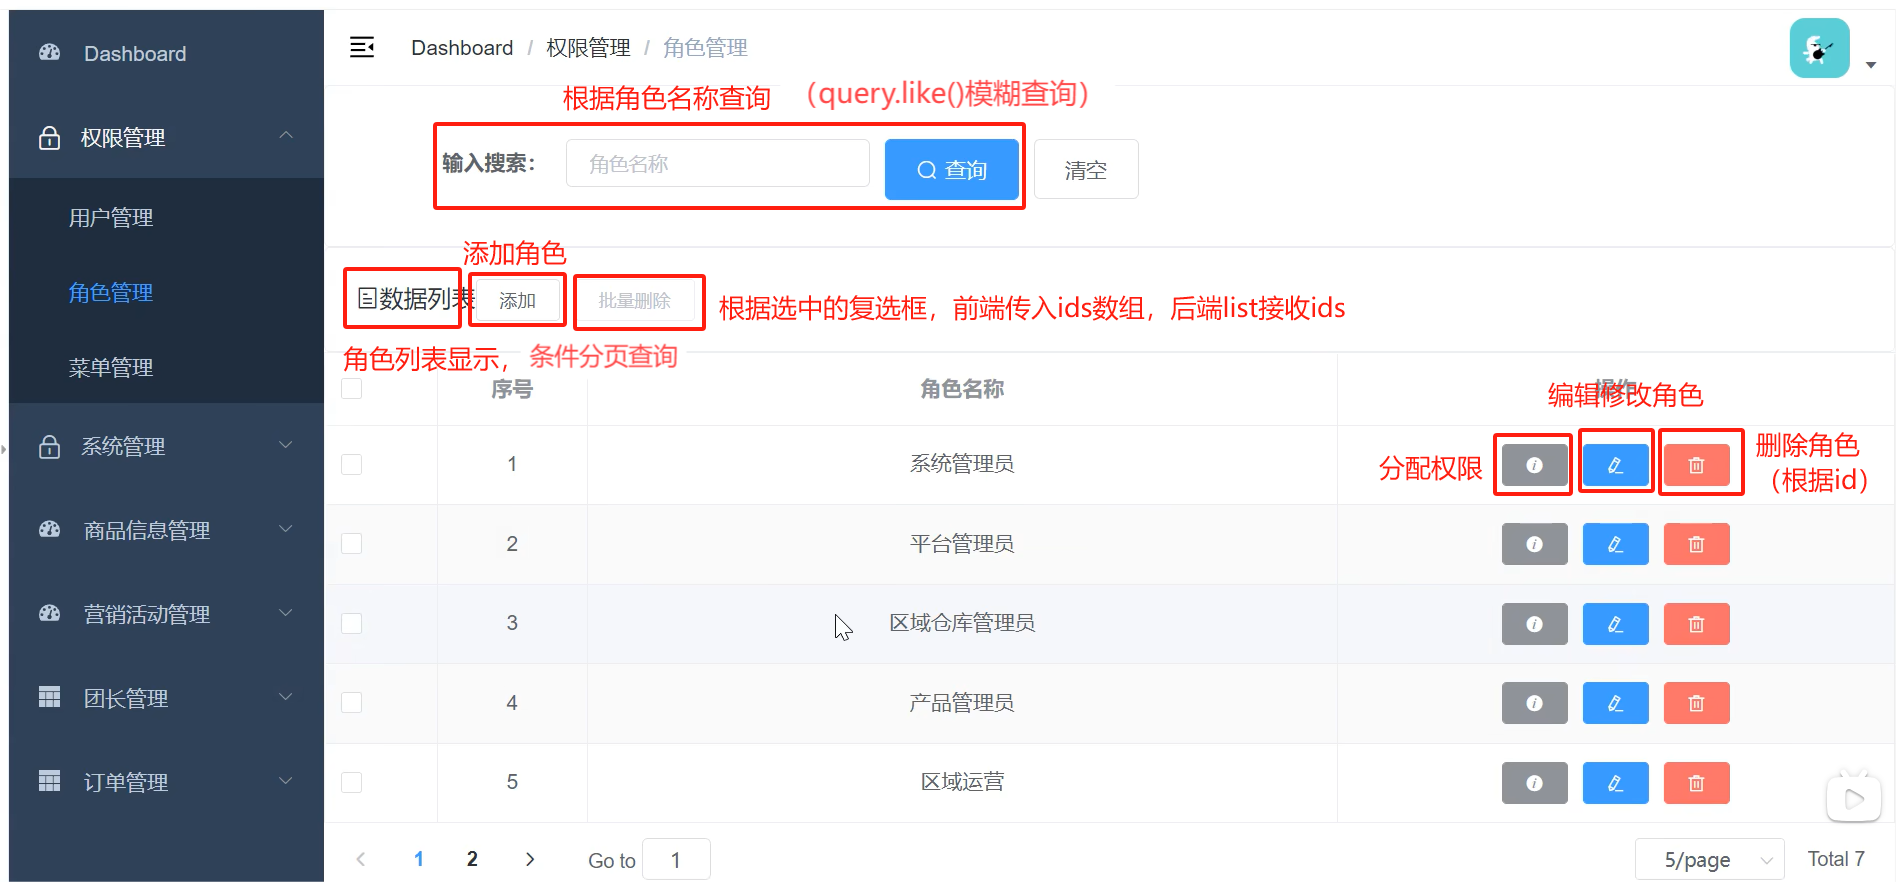 Dashboard
权限管理
用户管理
角色管理
菜单管理
系统管理
商品信息管理
营销活动管理
团长管理
订单管理
Dashboard / 权限管理 / 角色管理
根据角色名称查询 （query.like()模糊查询）
输入搜索： 角色名称 查询 清空
添加角色
数据列表 添加 批量删除 根据选中的复选框，前端传入ids数组，后端list接收ids
角色列表显示， 条件分页查询
序号 角色名称 操作
编辑修改角色
1 系统管理员 分配权限 删除角色
（根据id）
2 平台管理员
3 区域仓库管理员
4 产品管理员
5 区域运营
1 2 Go to 1 5/page Total 7